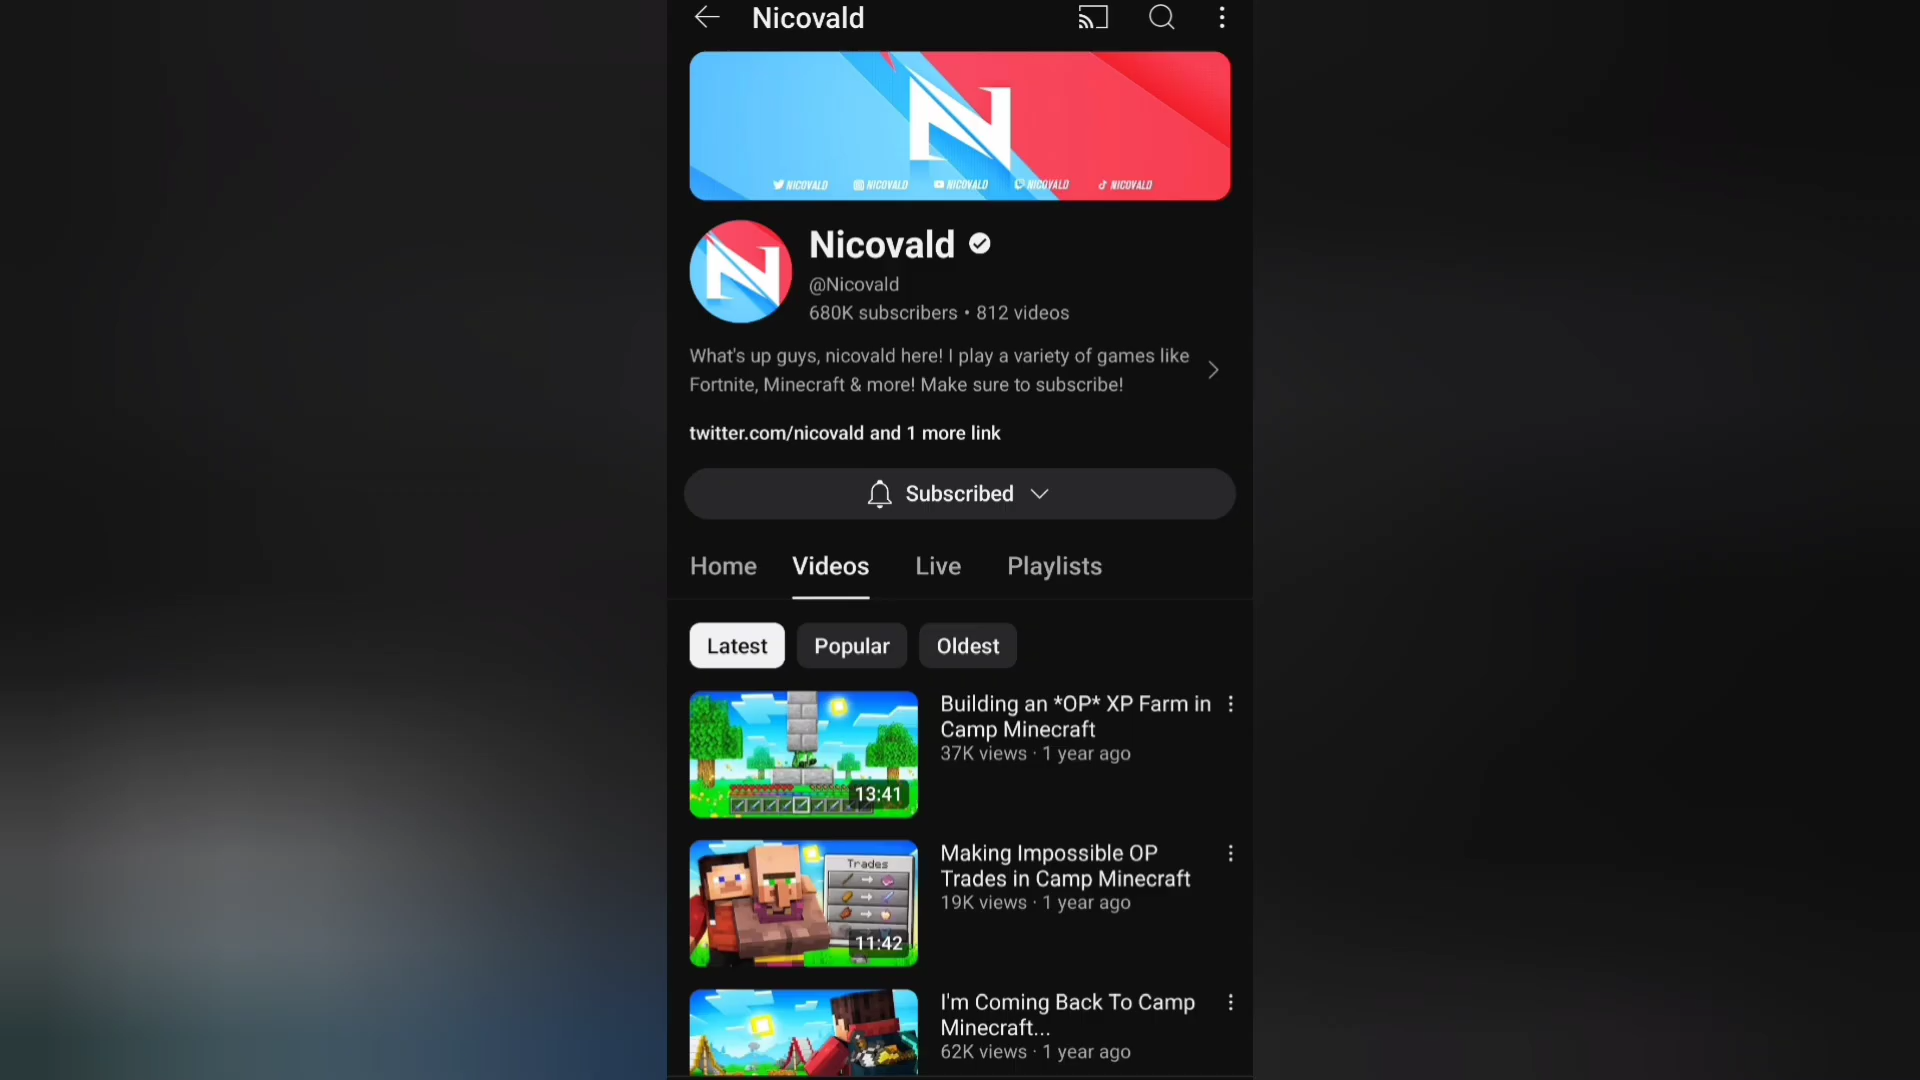 Nicovald
N
NICOVALD NICOVALD NICOVALD NICOVALD NICOVALD
N
Nicovald
@Nicovald
680K subscribers • 812 videos
What's up guys, nicovald here! I play a variety of games like
Fortnite, Minecraft & more! Make sure to subscribe!
twitter.com/nicovald and 1 more link
Subscribed
Home Videos Live Playlists
Latest Popular Oldest
13:41
Building an *OP* XP Farm in
Camp Minecraft
37K views · 1 year ago
Trades
11:42
Making Impossible OP
Trades in Camp Minecraft
19K views · 1 year ago
I'm Coming Back To Camp
Minecraft...
62K views · 1 year ago